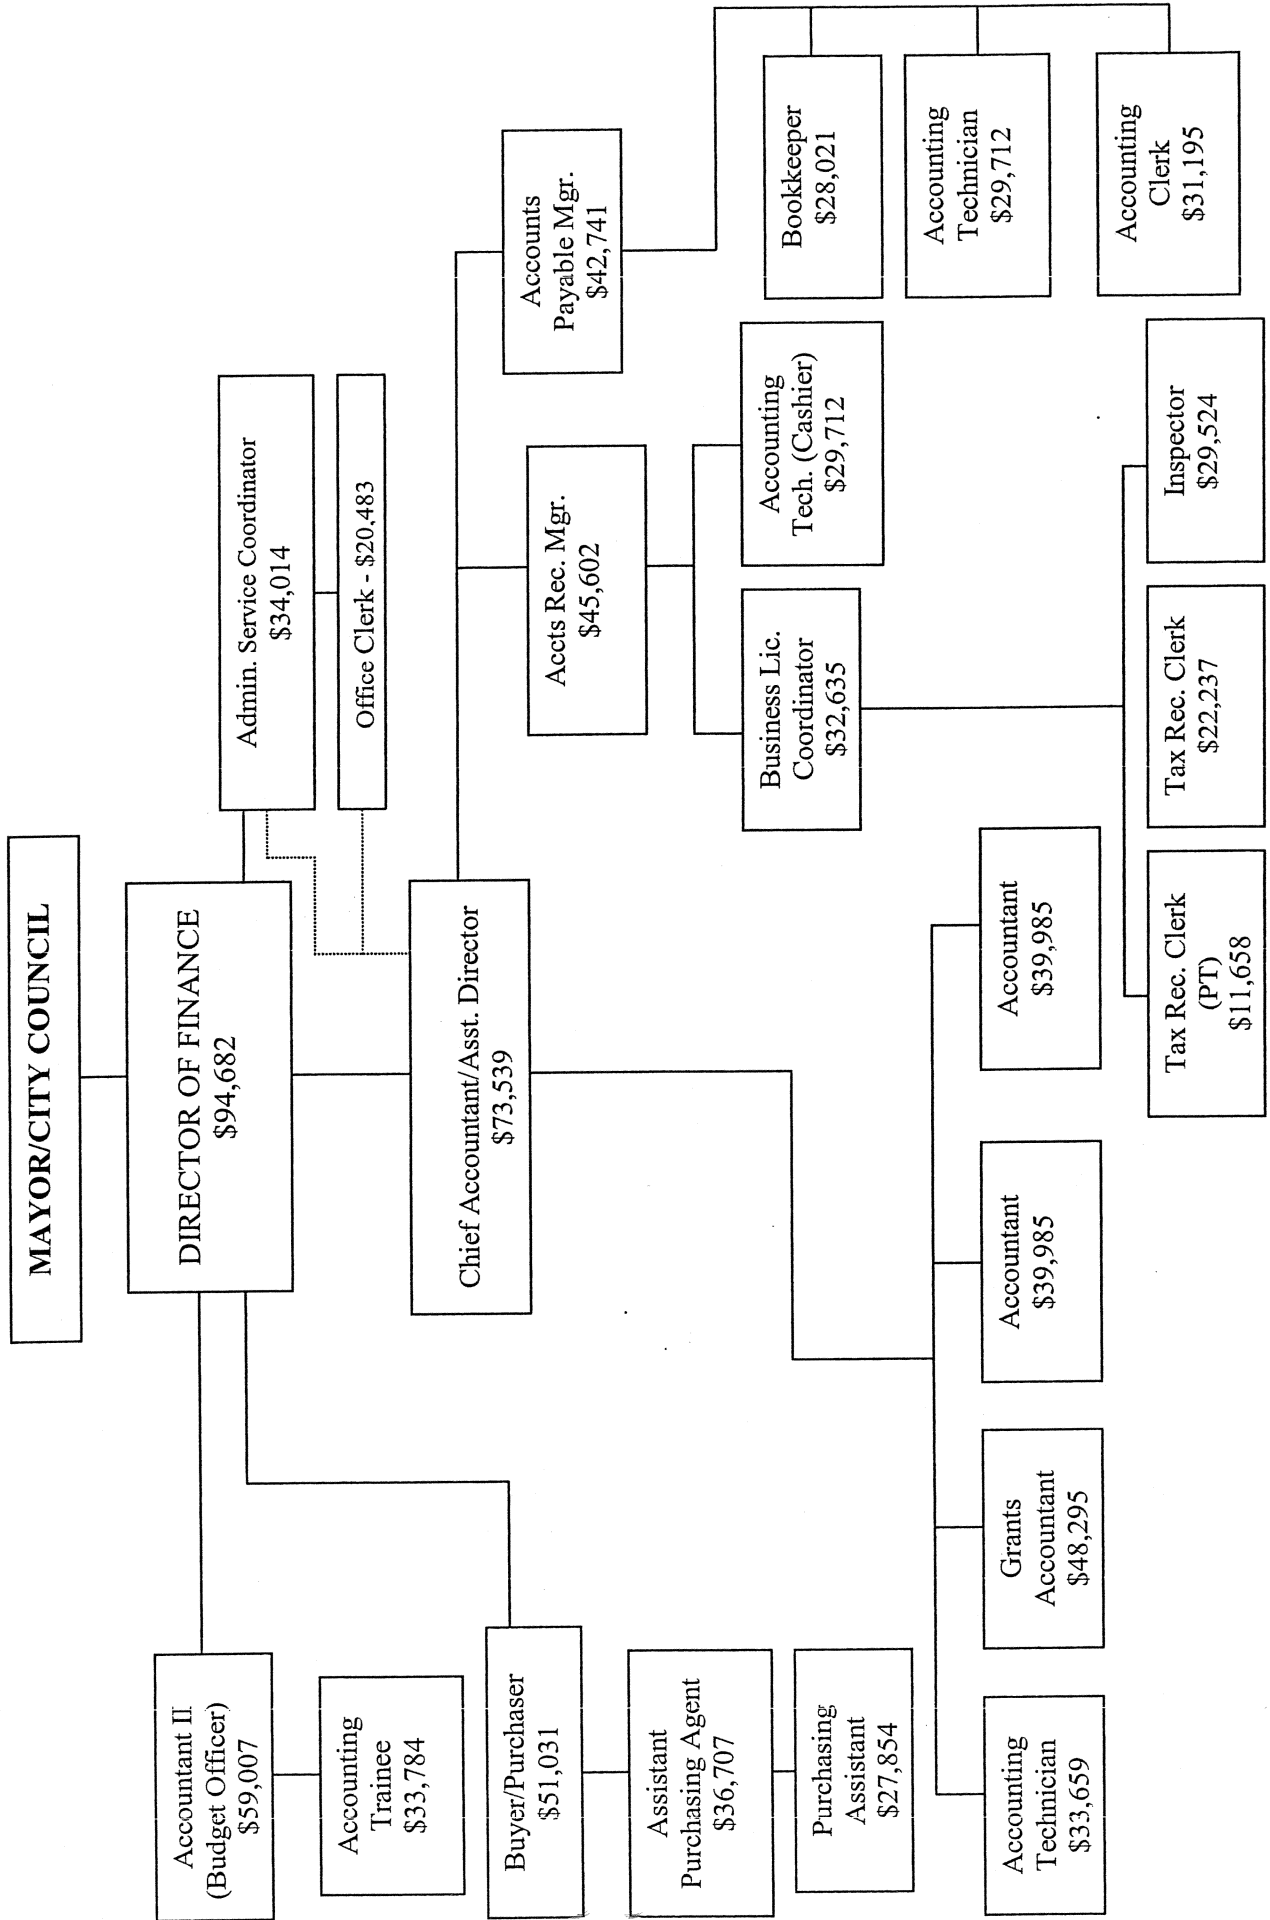 MAYOR/CITY COUNCIL
DIRECTOR OF FINANCE
$94,682
Admin. Service Coordinator
$34,014
Office Clerk - $20,483
Accountant II
(Budget Officer)
$59,007
Accounting
Trainee
$33,784
Buyer/Purchaser
$51,031
Assistant
Purchasing Agent
$36,707
Purchasing
Assistant
$27,854
Chief Accountant/Asst. Director
$73,539
Accts Rec. Mgr.
$45,602
Accounts
Payable Mgr.
$42,741
Business Lic.
Coordinator
$32,635
Accounting
Tech. (Cashier)
$29,712
Bookkeeper
$28,021
Accounting
Technician
$29,712
Accounting
Clerk
$31,195
Accounting
Technician
$33,659
Grants
Accountant
$48,295
Accountant
$39,985
Accountant
$39,985
Tax Rec. Clerk
(PT)
$11,658
Tax Rec. Clerk
$22,237
Inspector
$29,524